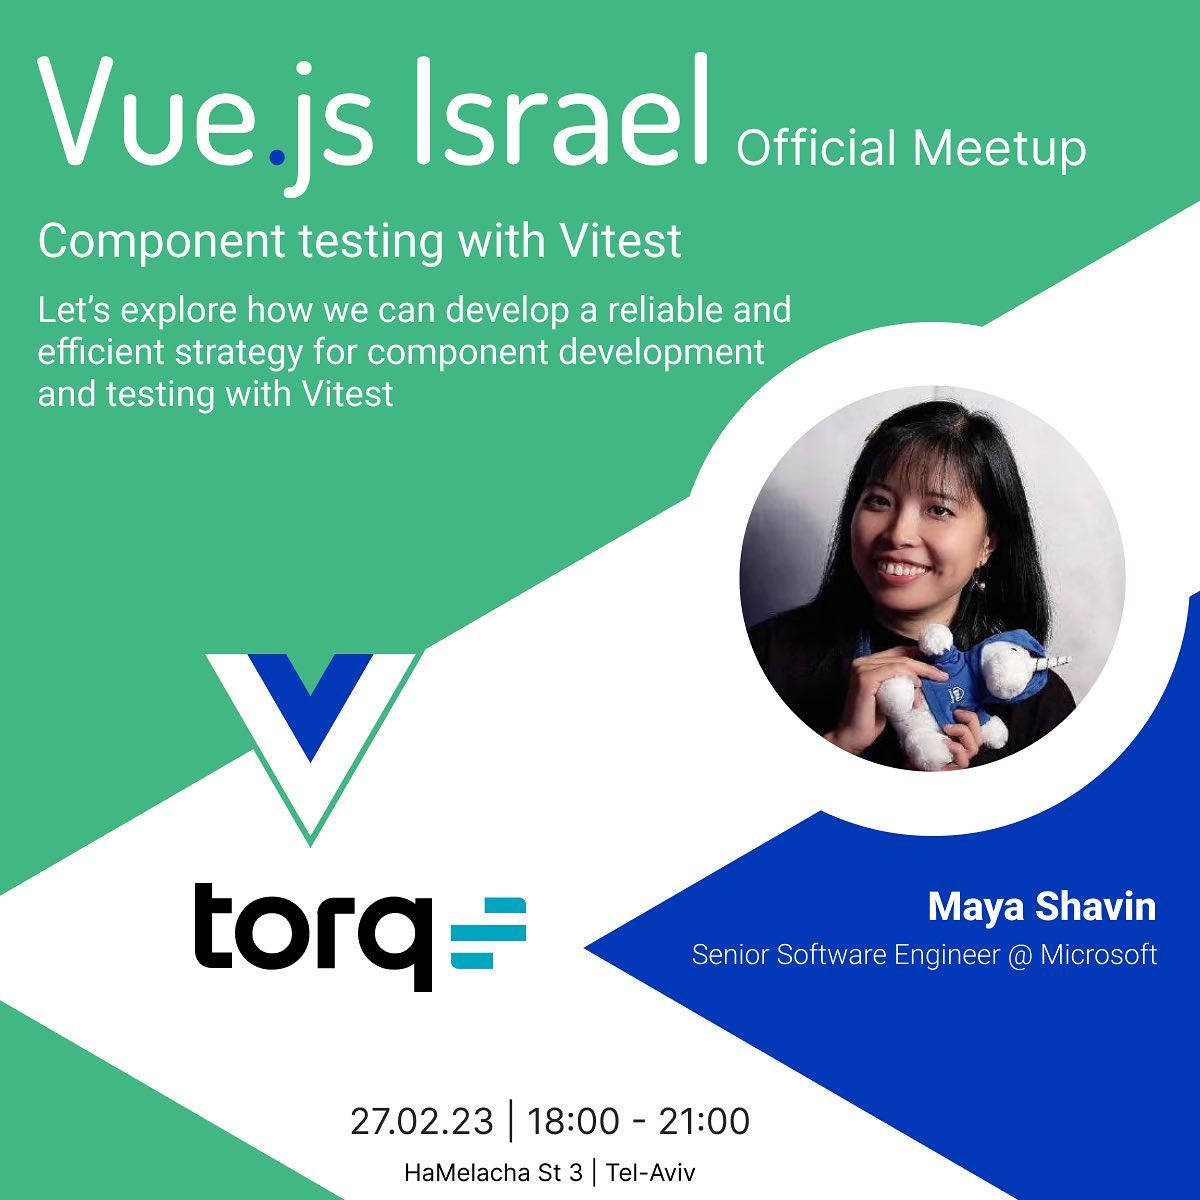 Vue.js Israel Official Meetup
Component testing with Vitest
Let’s explore how we can develop a reliable and
efficient strategy for component development
and testing with Vitest
torq
Maya Shavin
Senior Software Engineer @ Microsoft
27.02.23 | 18:00 - 21:00
HaMelacha St 3 | Tel-Aviv